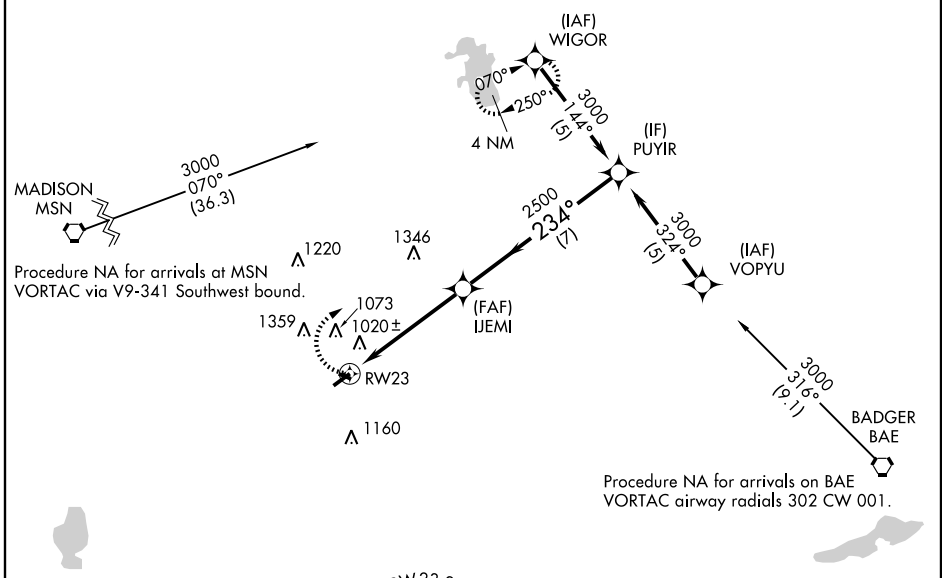 (IAF)
WIGOR
070°
250°
4 NM
3000
144°
(5)
(IF)
PUYIR
3000
070°
(36.3)
MADISON
MSN
2500
234°
(7)
3000
324°
(5)
(IAF)
VOPYU
1220
1346
Procedure NA for arrivals at MSN
VORTAC via V9-341 Southwest bound.
(FAF)
IJEMI
1073
1359
1020±
RW23
3000
316°
(9.1)
1160
BADGER
BAE
Procedure NA for arrivals on BAE
VORTAC airway radials 302 CW 001.